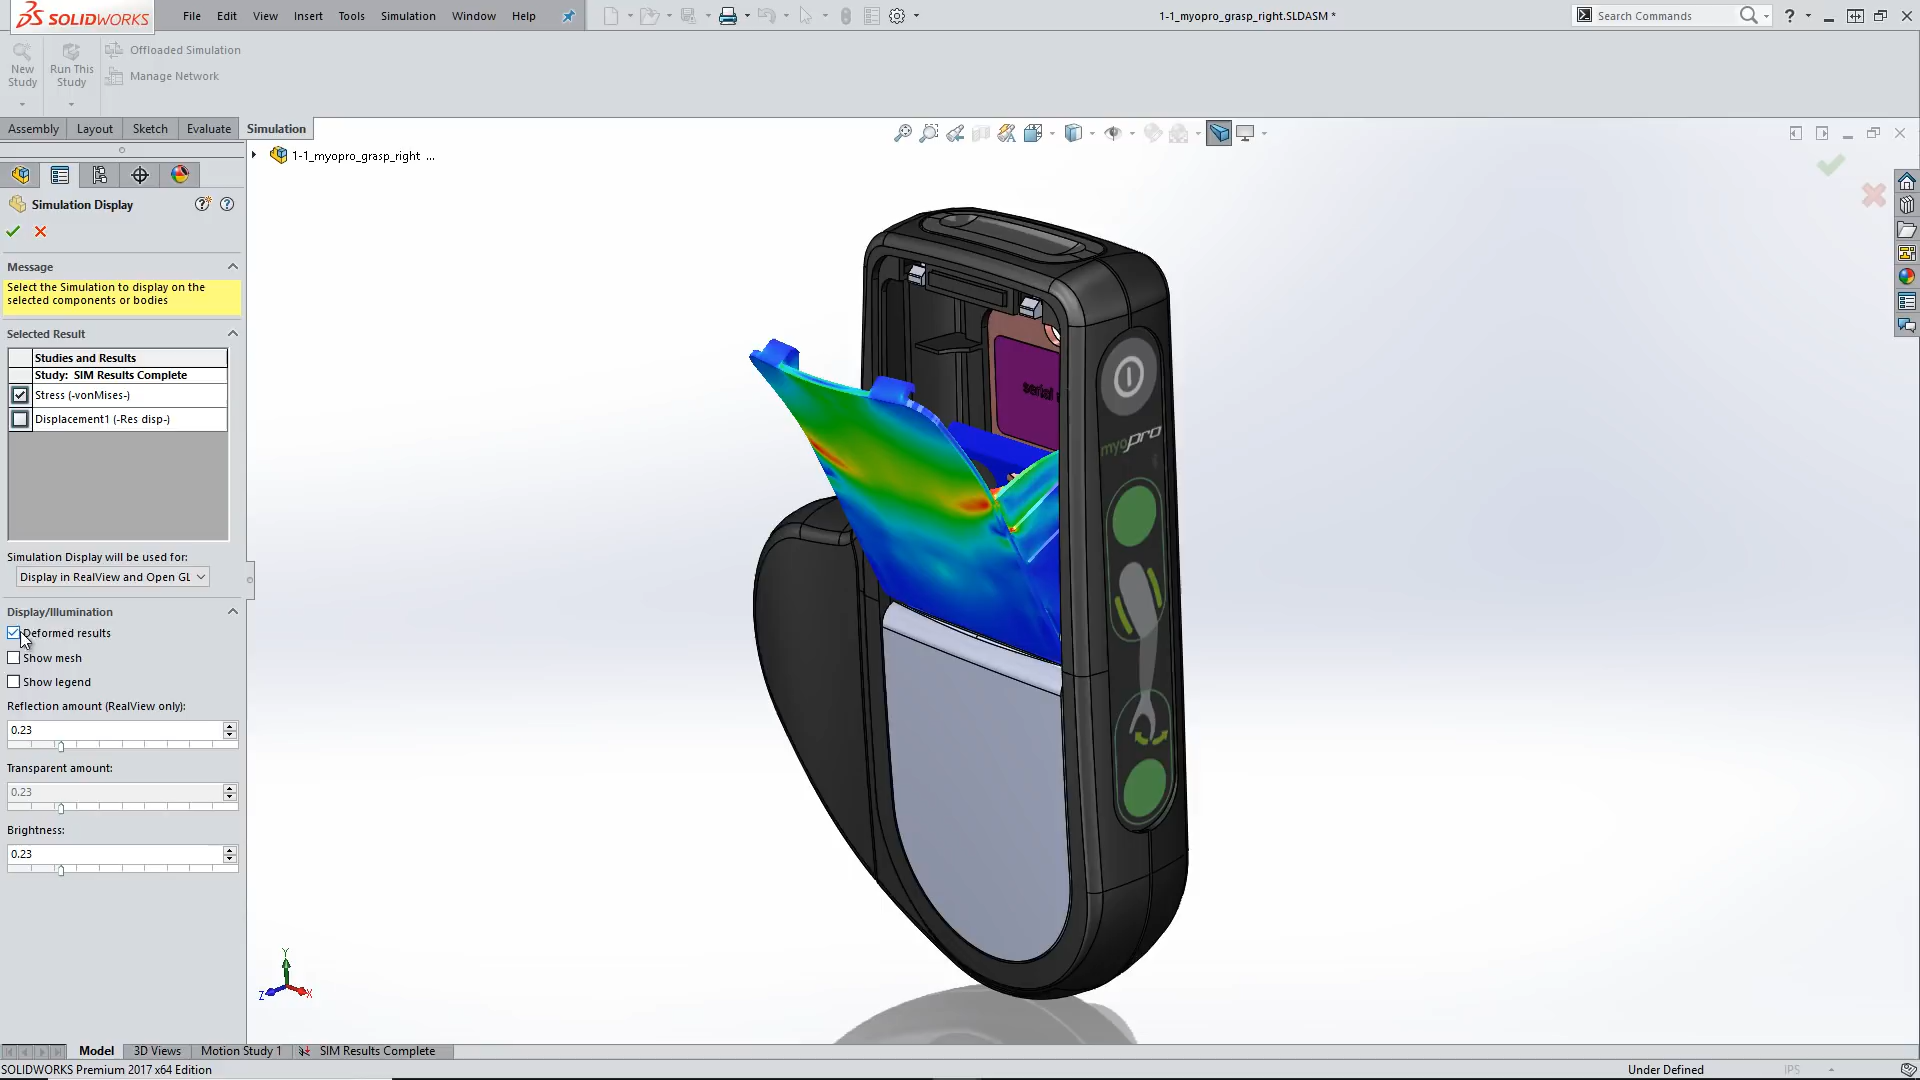 SOLIDWORKS
File Edit View Insert Tools Simulation Window Help
1-1_myopro_grasp_right.SLDASM *
Search Commands
?
New Study
Run This Study
Offloaded Simulation
Manage Network
Assembly Layout Sketch Evaluate Simulation
1-1_myopro_grasp_right ...
Simulation Display
Message
Select the Simulation to display on the
selected components or bodies
Selected Result
Studies and Results
Study: SIM Results Complete
Stress (-vonMises-)
Displacement1 (-Res disp-)
Simulation Display will be used for:
Display in RealView and Open GL
Display/Illumination
Deformed results
Show mesh
Show legend
Reflection amount (RealView only):
0.23
Transparent amount:
0.23
Brightness:
0.23
serial
myopro
Y
Z
X
Model 3D Views Motion Study 1 SIM Results Complete
SOLIDWORKS Premium 2017 x64 Edition
Under Defined
IPS